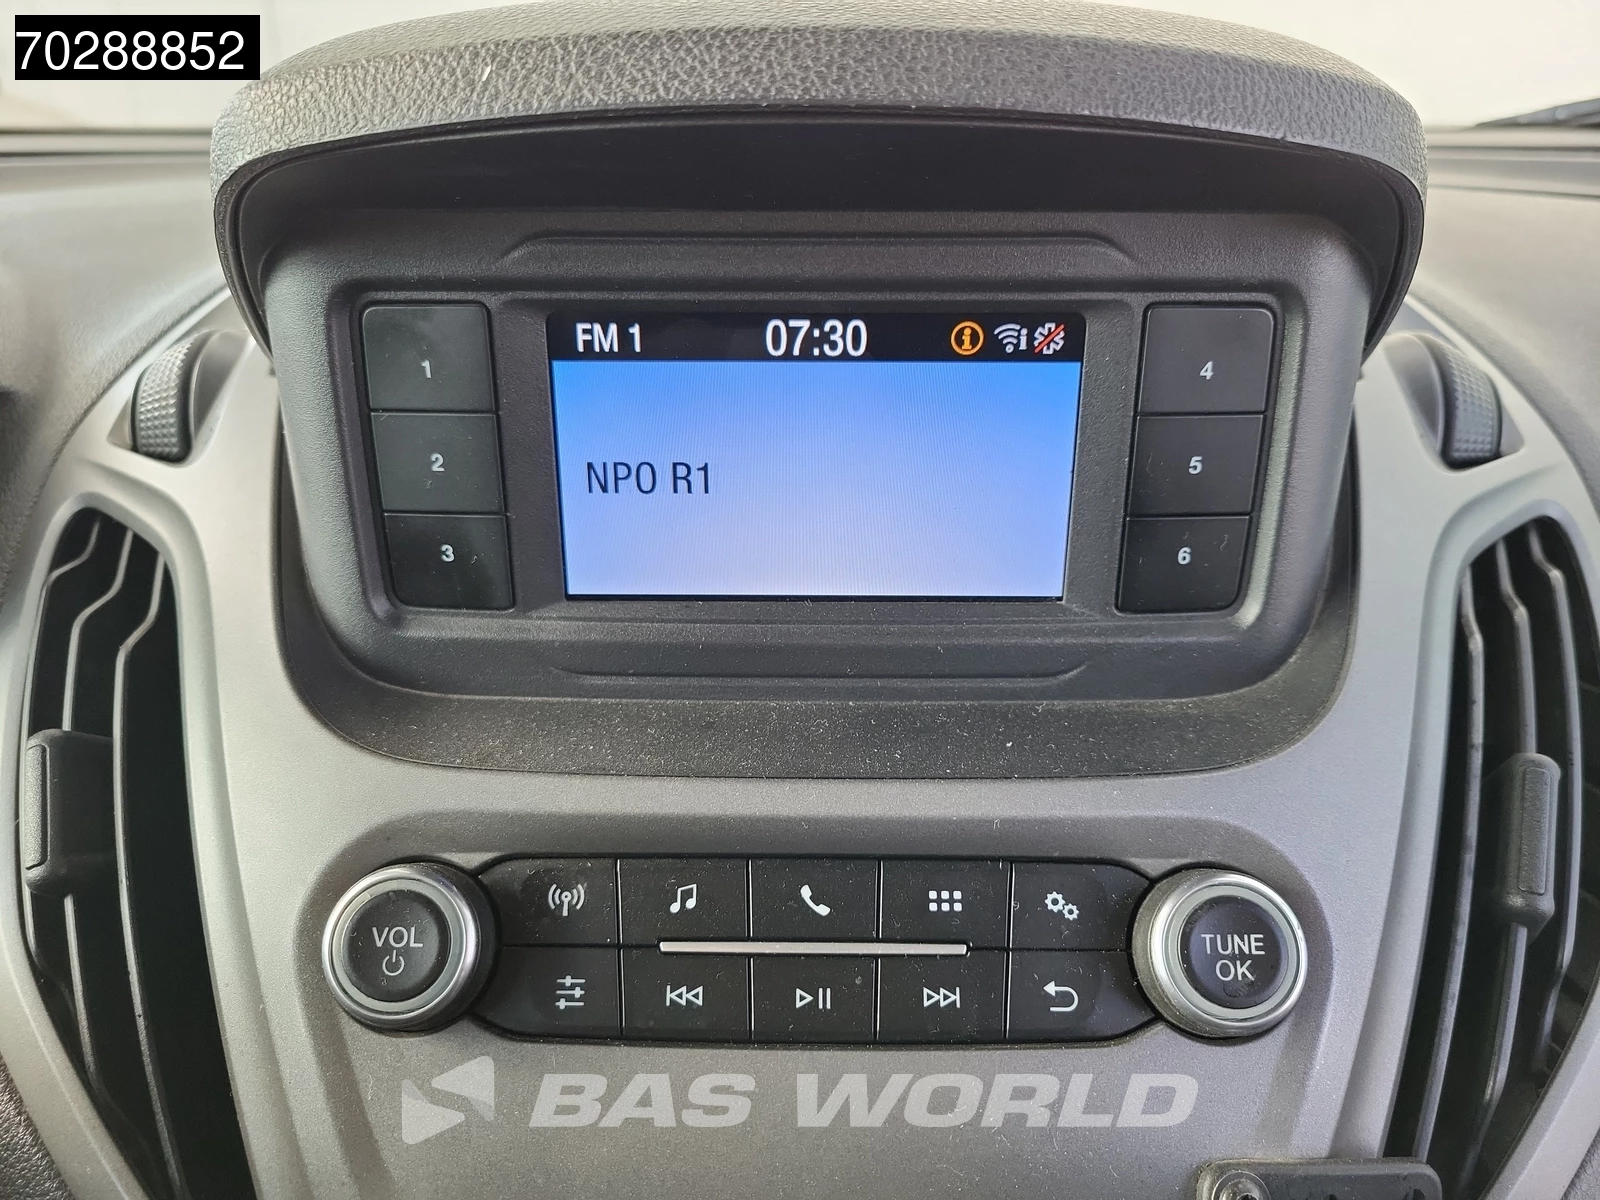 70288852
FM 1 07:30
1
4
NPO R1
2
5
3
6
VOL
TUNE
OK
BAS WORLD